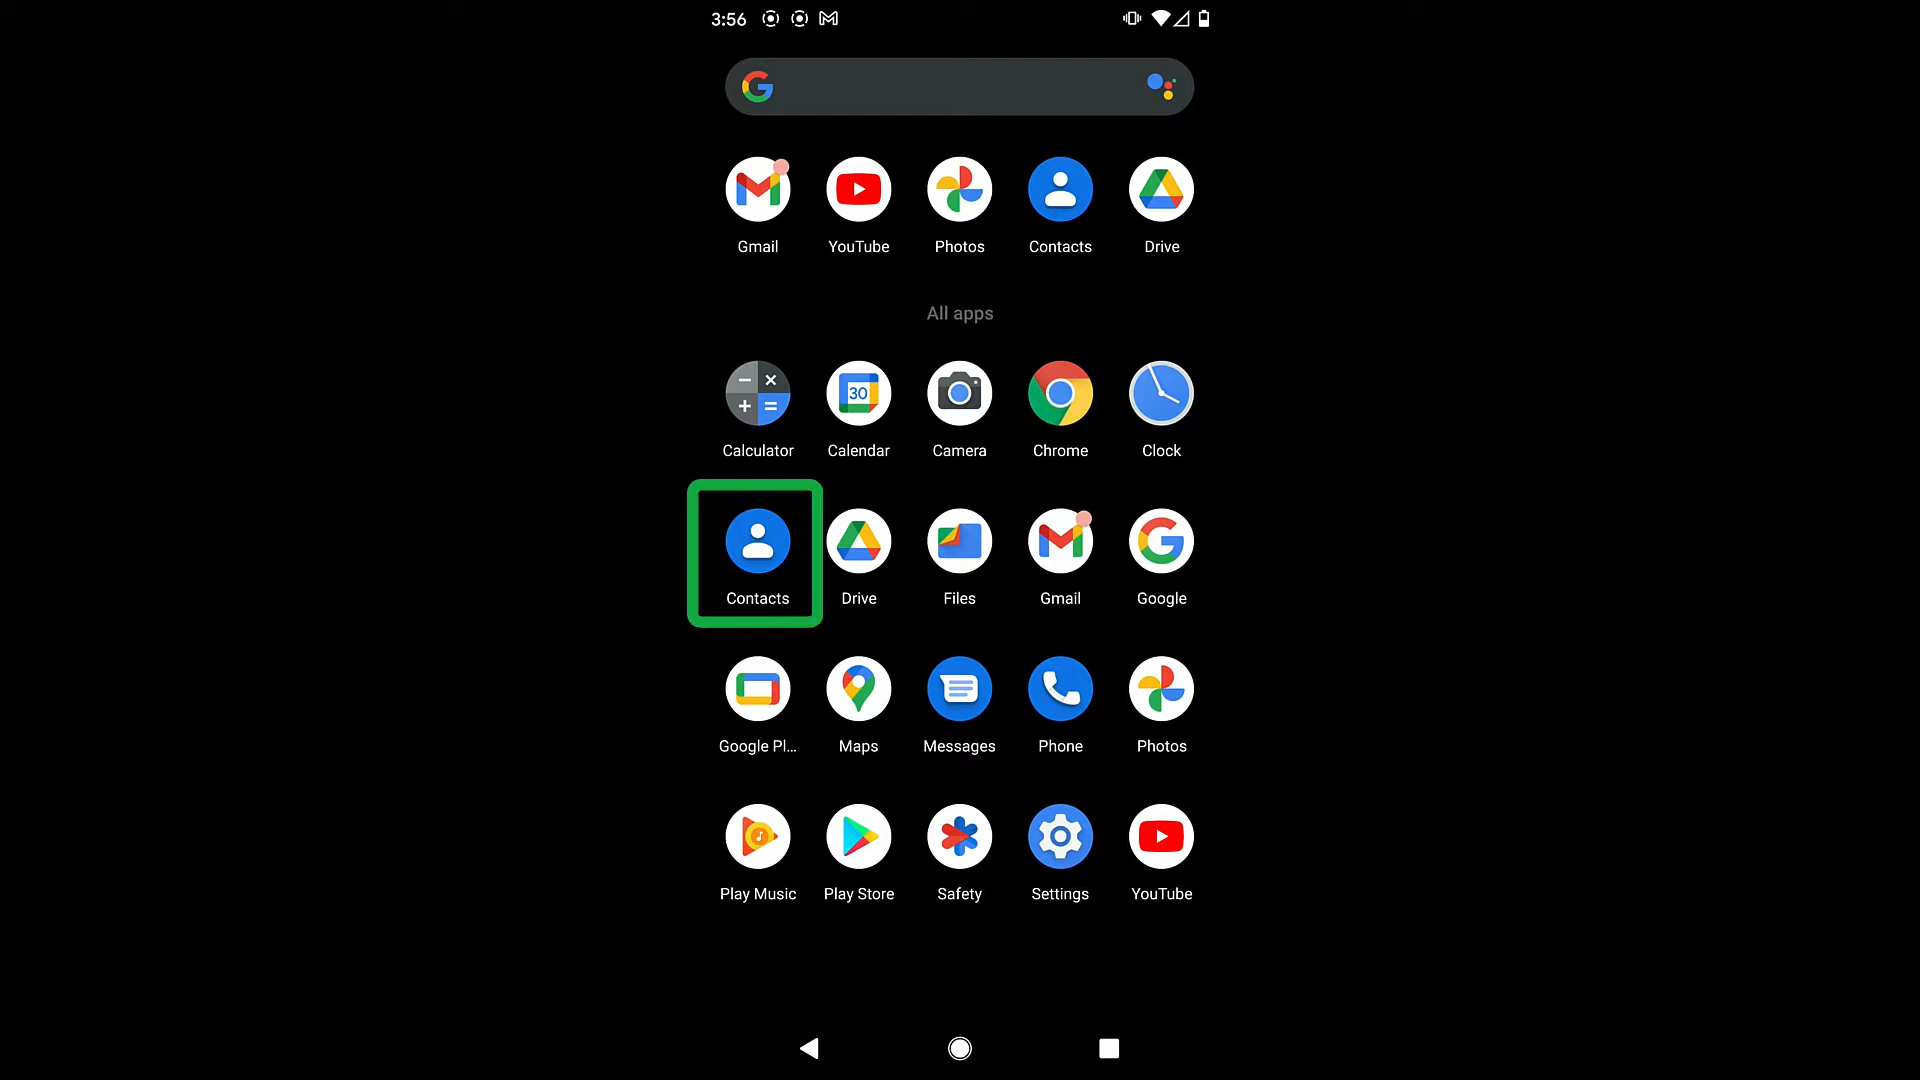 3:56
Gmail YouTube Photos Contacts Drive
All apps
30
Calculator Calendar Camera Chrome Clock
Contacts Drive Files Gmail Google
Google Pl... Maps Messages Phone Photos
Play Music Play Store Safety Settings YouTube